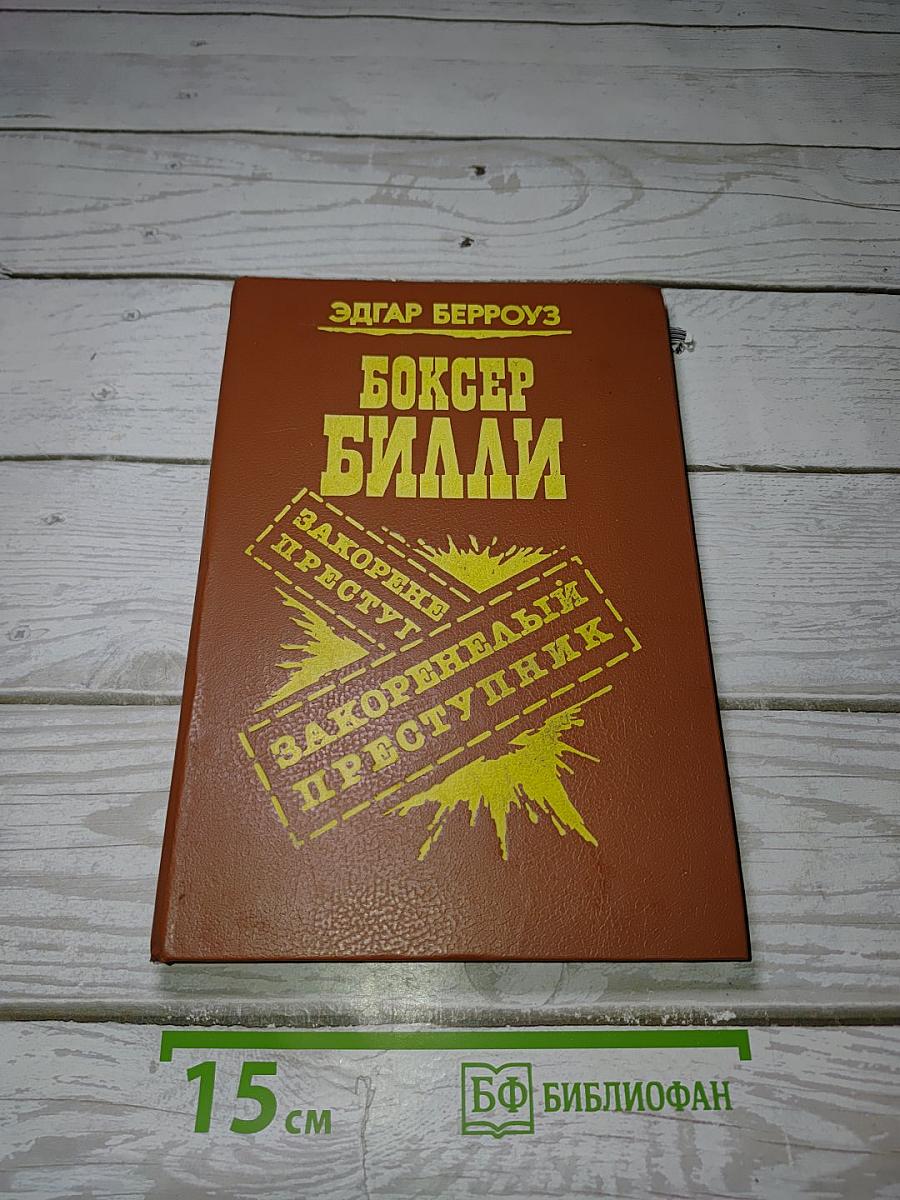 ЭДГАР БЕРРОУЗ
БОКСЕР
БИЛЛИ
ЗАКОРЕНЕ
ПРЕСТУП
ЗАКОРЕНЕЛЫЙ
ПРЕСТУПНИК
15 см
БФ БИБЛИОФАН